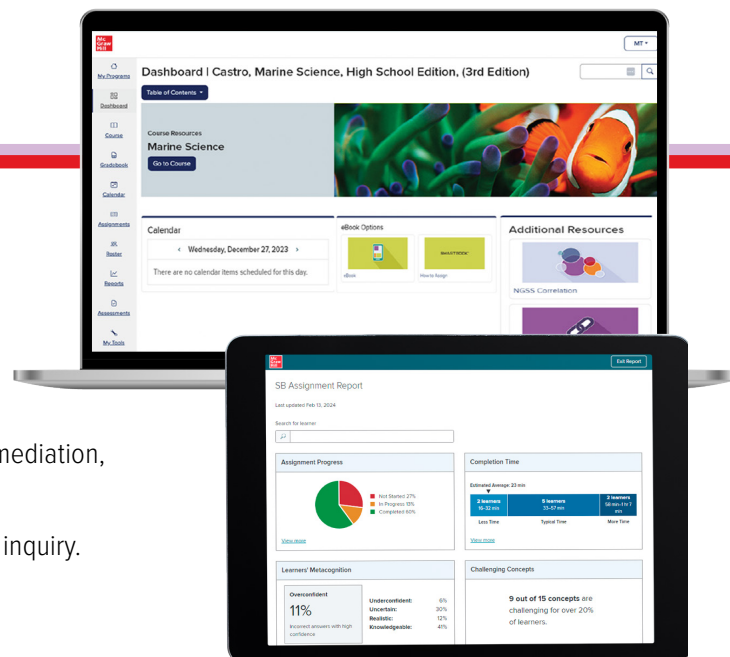 Mc
Graw
Hill
MT
My Programs
Dashboard | Castro, Marine Science, High School Edition, (3rd Edition)
Table of Contents
Dashboard
Course
Course Resources
Marine Science
Go to Course
Gradebook
Calendar
Assignments
Roster
Reports
Assessments
My Tools
Calendar
< Wednesday, December 27, 2023 >
There are no calendar items scheduled for this day.
eBook Options
SMARTBOOK
eBook
How to Assign
Additional Resources
NGSS Correlation
mediation,
inquiry.
Mc
Graw
Hill
Exit Report
SB Assignment Report
Last updated Feb 13, 2024
Search for learner
Assignment Progress
Not Started 27%
In Progress 13%
Completed 60%
View more
Completion Time
Estimated Average: 23 min
2 learners
16–32 min
5 learners
33–57 min
2 learners
58 min–1 hr 7
min
Less Time
Typical Time
More Time
View more
Learners' Metacognition
Overconfident
11%
Incorrect answers with high
confidence
Underconfident: 6%
Uncertain: 30%
Realistic: 12%
Knowledgeable: 41%
Challenging Concepts
9 out of 15 concepts are
challenging for over 20%
of learners.